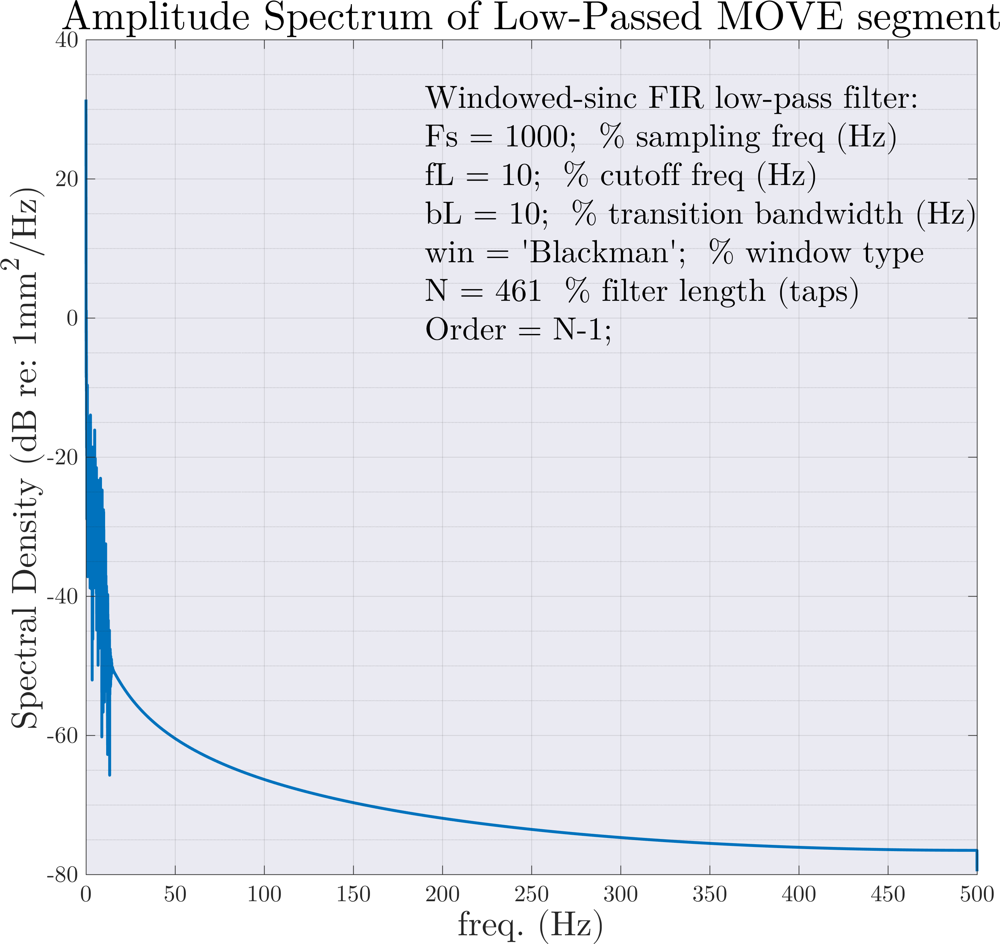 Amplitude Spectrum of Low-Passed MOVE segment
Spectral Density (dB re: 1mm^2/Hz)
40
20
0
-20
-40
-60
-80
Windowed-sinc FIR low-pass filter:
Fs = 1000; % sampling freq (Hz)
fL = 10; % cutoff freq (Hz)
bL = 10; % transition bandwidth (Hz)
win = 'Blackman'; % window type
N = 461 % filter length (taps)
Order = N-1;
0 50 100 150 200 250 300 350 400 450 500
freq. (Hz)